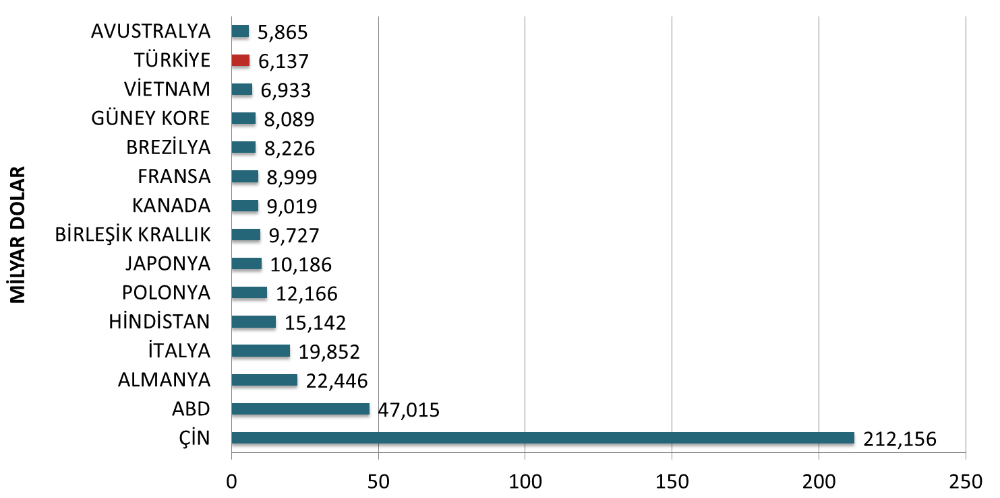 MİLYAR DOLAR
AVUSTRALYA 5,865
TÜRKİYE 6,137
VİETNAM 6,933
GÜNEY KORE 8,089
BREZİLYA 8,226
FRANSA 8,999
KANADA 9,019
BİRLEŞİK KRALLIK 9,727
JAPONYA 10,186
POLONYA 12,166
HİNDİSTAN 15,142
İTALYA 19,852
ALMANYA 22,446
ABD 47,015
ÇİN 212,156
0 50 100 150 200 250